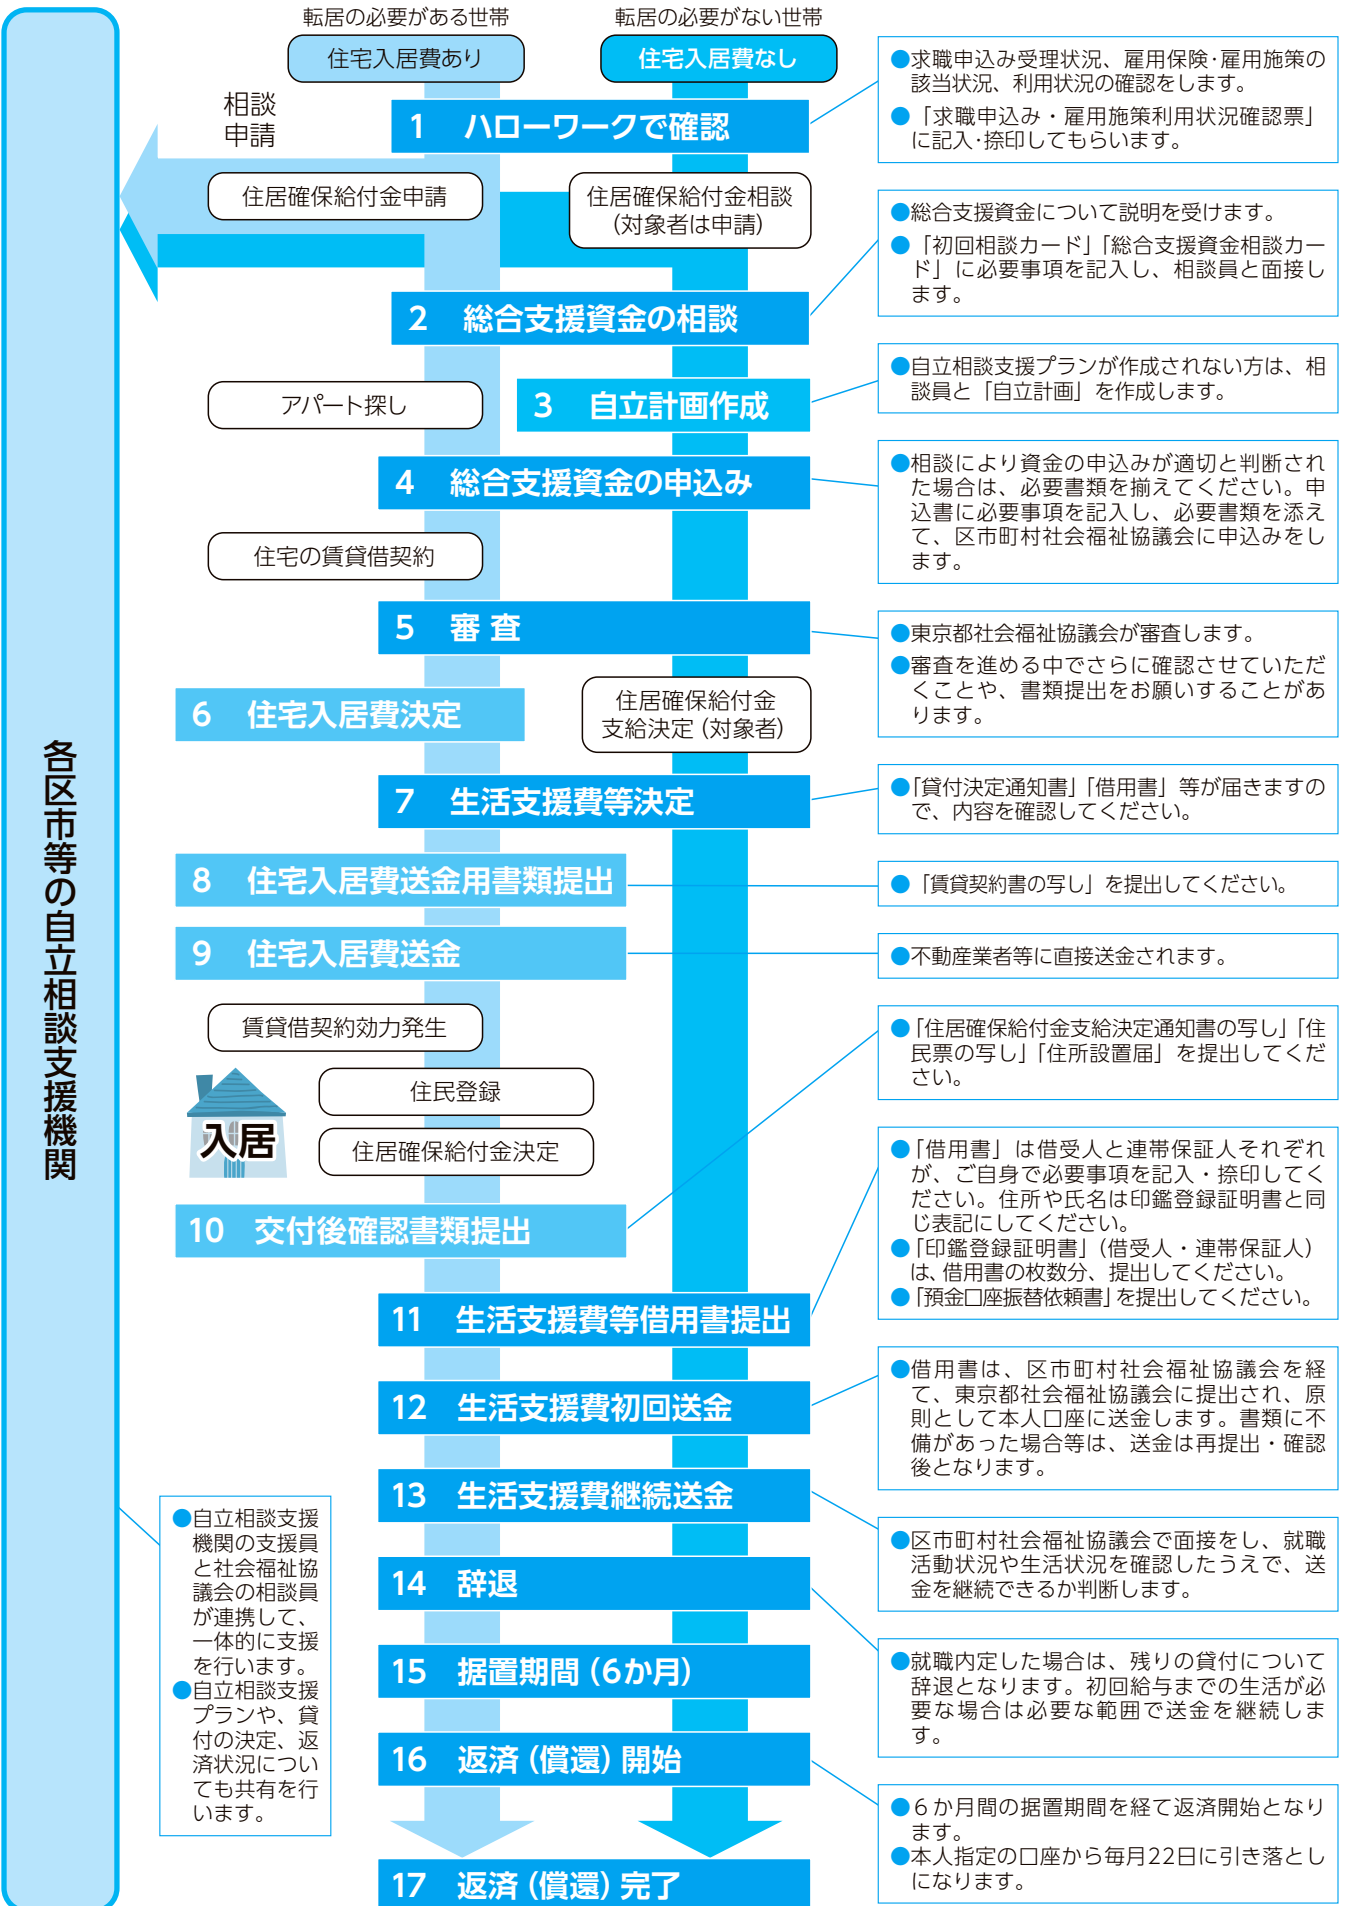 転居の必要がある世帯
住宅入居費あり
転居の必要がない世帯
住宅入居費なし
相談
申請
1 ハローワークで確認
●求職申込み受理状況、雇用保険･雇用施策の
該当状況、利用状況の確認をします。
●「求職申込み・雇用施策利用状況確認票」
に記入･捺印してもらいます。
住居確保給付金申請
住居確保給付金相談
(対象者は申請)
2 総合支援資金の相談
●総合支援資金について説明を受けます。
●「初回相談カード」「総合支援資金相談カー
ド」に必要事項を記入し、相談員と面接し
ます。
アパート探し
3 自立計画作成
●自立相談支援プランが作成されない方は、相
談員と「自立計画」を作成します。
4 総合支援資金の申込み
●相談により資金の申込みが適切と判断され
た場合は、必要書類を揃えてください。申
込書に必要事項を記入し、必要書類を添え
て、区市町村社会福祉協議会に申込みをし
ます。
住宅の賃貸借契約
5 審 査
●東京都社会福祉協議会が審査します。
●審査を進める中でさらに確認させていただ
くことや、書類提出をお願いすることがあ
ります。
6 住宅入居費決定
住居確保給付金
支給決定 (対象者)
7 生活支援費等決定
●「貸付決定通知書」「借用書」等が届きますの
で、内容を確認してください。
8 住宅入居費送金用書類提出
●「賃貸契約書の写し」を提出してください。
9 住宅入居費送金
●不動産業者等に直接送金されます。
賃貸借契約効力発生
入居
住民登録
住居確保給付金決定
10 交付後確認書類提出
●「住居確保給付金支給決定通知書の写し」「住
民票の写し」「住所設置届」を提出してくだ
さい。
11 生活支援費等借用書提出
●「借用書」は借受人と連帯保証人それぞれ
が、ご自身で必要事項を記入・捺印してく
ださい。住所や氏名は印鑑登録証明書と同
じ表記にしてください。
●「印鑑登録証明書」(借受人・連帯保証人)
は、借用書の枚数分、提出してください。
●「預金口座振替依頼書」を提出してください。
12 生活支援費初回送金
●借用書は、区市町村社会福祉協議会を経
て、東京都社会福祉協議会に提出され、原
則として本人口座に送金します。書類に不
備があった場合等は、送金は再提出・確認
後となります。
13 生活支援費継続送金
●区市町村社会福祉協議会で面接をし、就職
活動状況や生活状況を確認したうえで、送
金を継続できるか判断します。
14 辞退
●就職内定した場合は、残りの貸付について
辞退となります。初回給与までの生活が必
要な場合は必要な範囲で送金を継続しま
す。
15 据置期間 (6か月)
16 返済 (償還) 開始
●６か月間の据置期間を経て返済開始となり
ます。
●本人指定の口座から毎月22日に引き落とし
になります。
17 返済 (償還) 完了
各区市等の自立相談支援機関
●自立相談支援
機関の支援員
と社会福祉協
議会の相談員
が連携して、
一体的に支援
を行います。
●自立相談支援
プランや、貸
付の決定、返
済状況につい
ても共有を行
います。